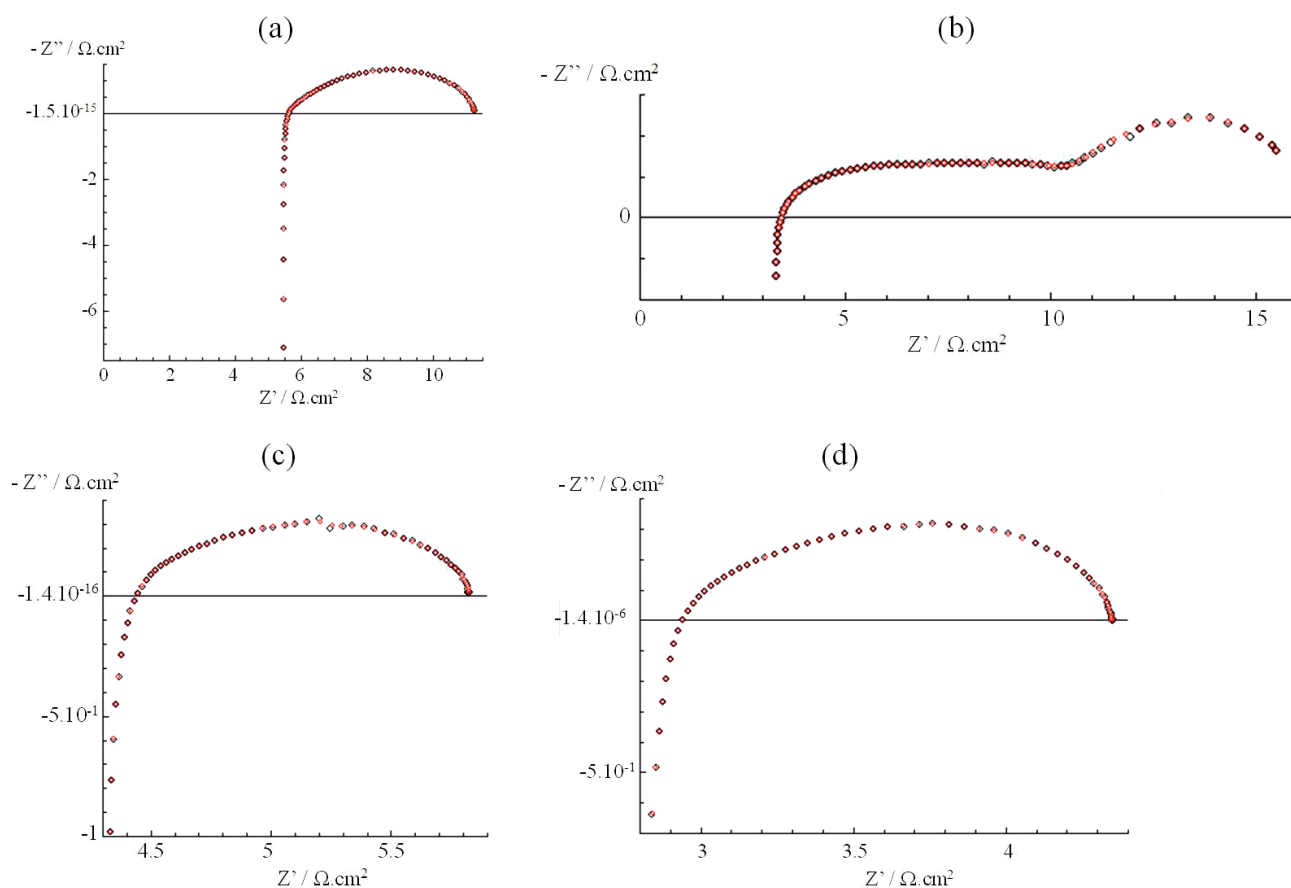 (a)
- Z’’ / Ω.cm²
-1.5.10⁻¹⁵
-2
-4
-6
0 2 4 6 8 10
Z’ / Ω.cm²
(b)
- Z’’ / Ω.cm²
0
0 5 10 15
Z’ / Ω.cm²
(c)
- Z’’ / Ω.cm²
-1.4.10⁻¹⁶
-5.10⁻¹
-1
4.5 5 5.5
Z’ / Ω.cm²
(d)
- Z’’ / Ω.cm²
-1.4.10⁻⁶
-5.10⁻¹
3 3.5 4
Z’ / Ω.cm²